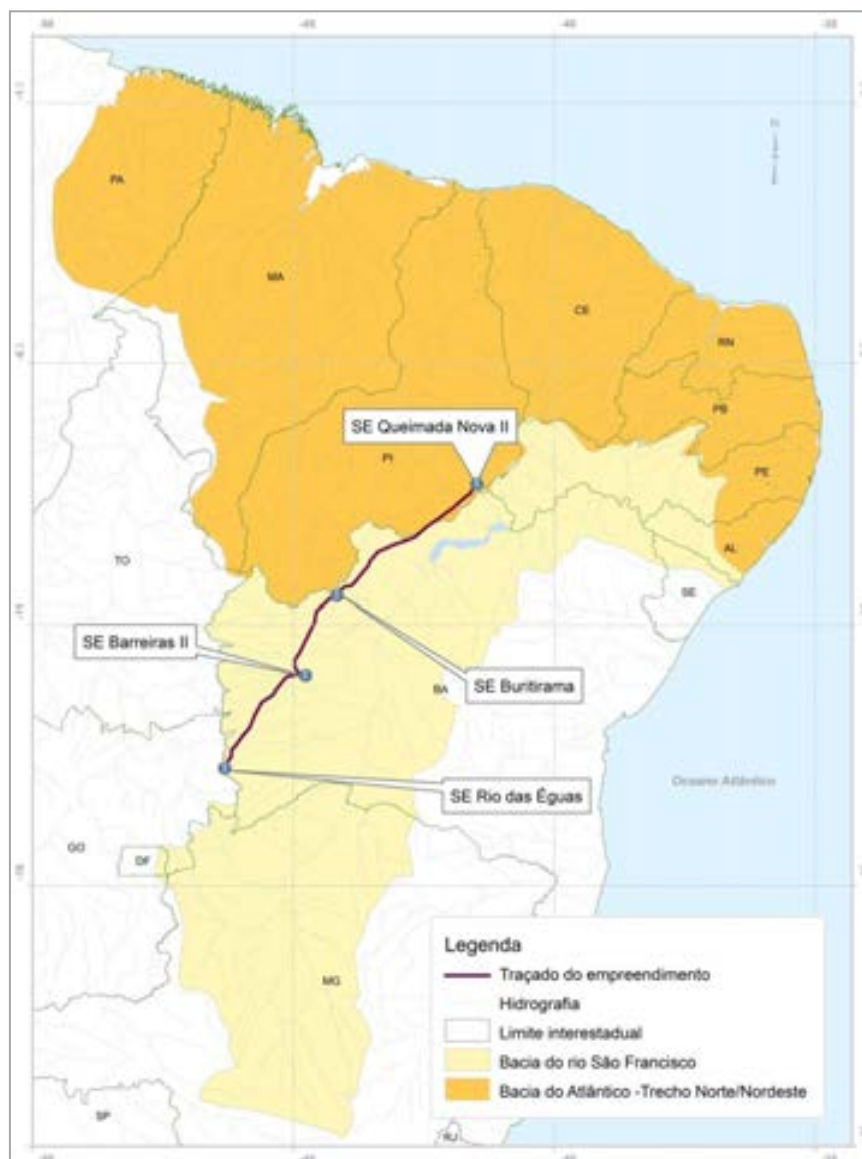 PA
MA
CE
RN
PB
SE Queimada Nova II
PI
PE
AL
TO
SE
SE Barreiras II
SE Buritirama
BA
Oceano Atlântico
SE Rio das Éguas
GO
DF
MG
SP
RJ
Legenda
Traçado do empreendimento
Hidrografia
Limite interestadual
Bacia do rio São Francisco
Bacia do Atlântico -Trecho Norte/Nordeste